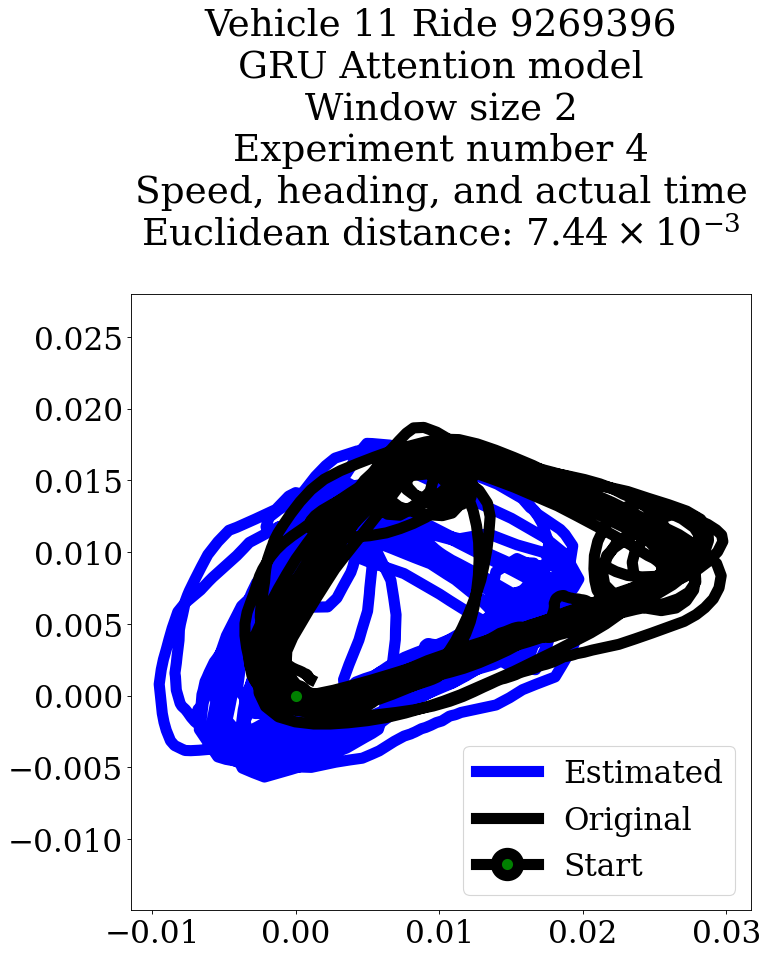 Vehicle 11 Ride 9269396
GRU Attention model
Window size 2
Experiment number 4
Speed, heading, and actual time
Euclidean distance: 7.44 × 10⁻³
0.025
0.020
0.015
0.010
0.005
0.000
−0.005
−0.010
Estimated
Original
Start
−0.01 0.00 0.01 0.02 0.03